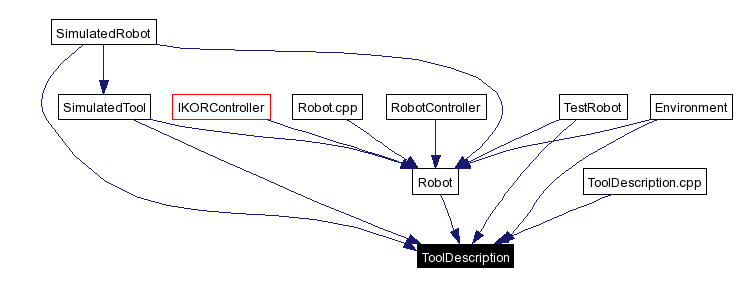 SimulatedRobot
SimulatedTool
IKORController
Robot.cpp
RobotController
TestRobot
Environment
Robot
ToolDescription.cpp
ToolDescription